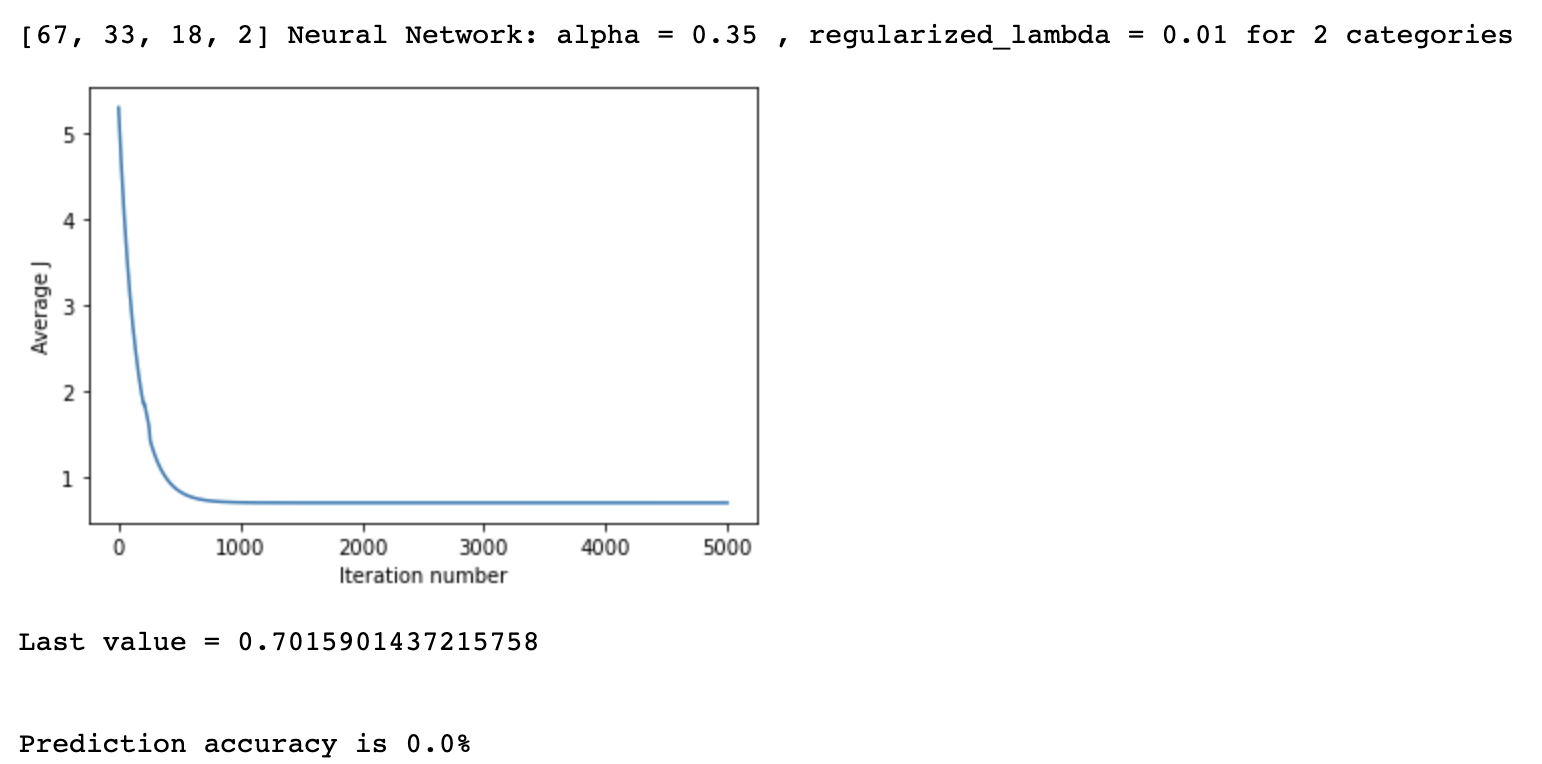 [67, 33, 18, 2] Neural Network: alpha = 0.35 , regularized_lambda = 0.01 for 2 categories
5
4
3
2
1
Average J
0 1000 2000 3000 4000 5000
Iteration number
Last value = 0.7015901437215758
Prediction accuracy is 0.0%